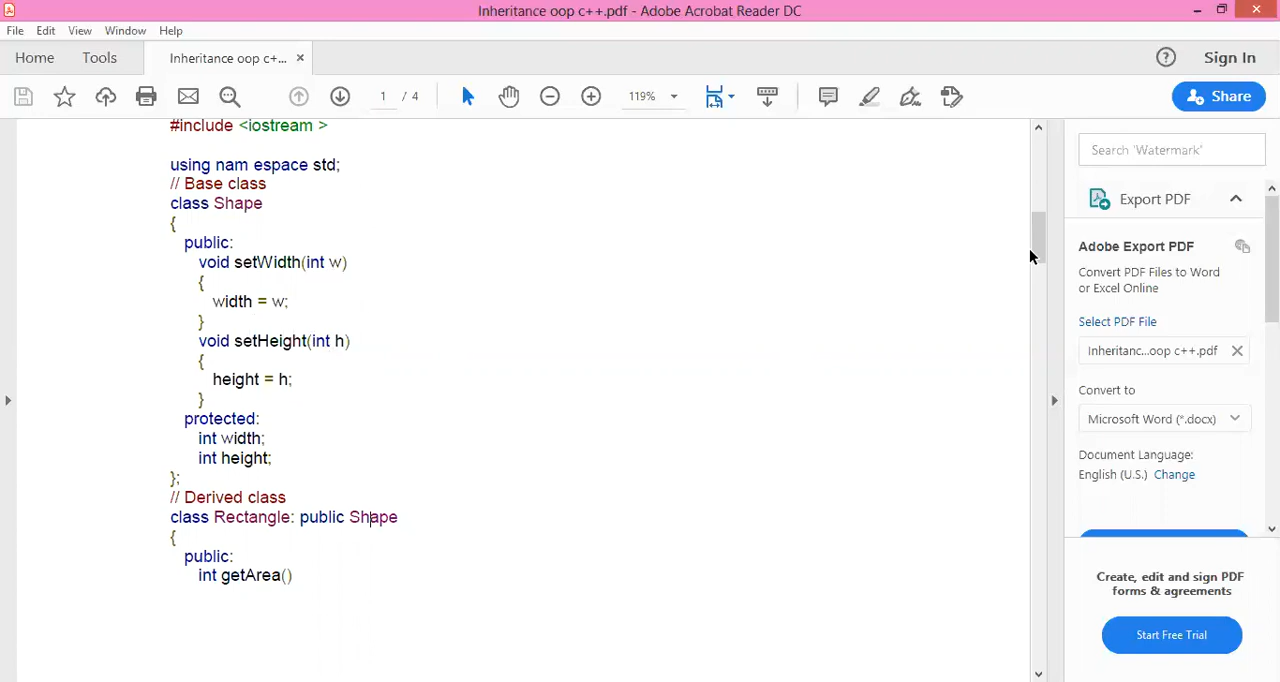 Inheritance oop c++.pdf - Adobe Acrobat Reader DC
File Edit View Window Help
Home Tools Inheritance oop c+... × Sign In
1 / 4 119% Share
#include <iostream >
using nam espace std;
// Base class
class Shape
{
public:
void setWidth(int w)
{
width = w;
}
void setHeight(int h)
{
height = h;
}
protected:
int width;
int height;
};
// Derived class
class Rectangle: public Shape
{
public:
int getArea()
Search 'Watermark'
Export PDF
Adobe Export PDF
Convert PDF Files to Word
or Excel Online
Select PDF File
Inheritanc...oop c++.pdf
Convert to
Microsoft Word (*.docx)
Document Language:
English (U.S.) Change
Create, edit and sign PDF
forms & agreements
Start Free Trial